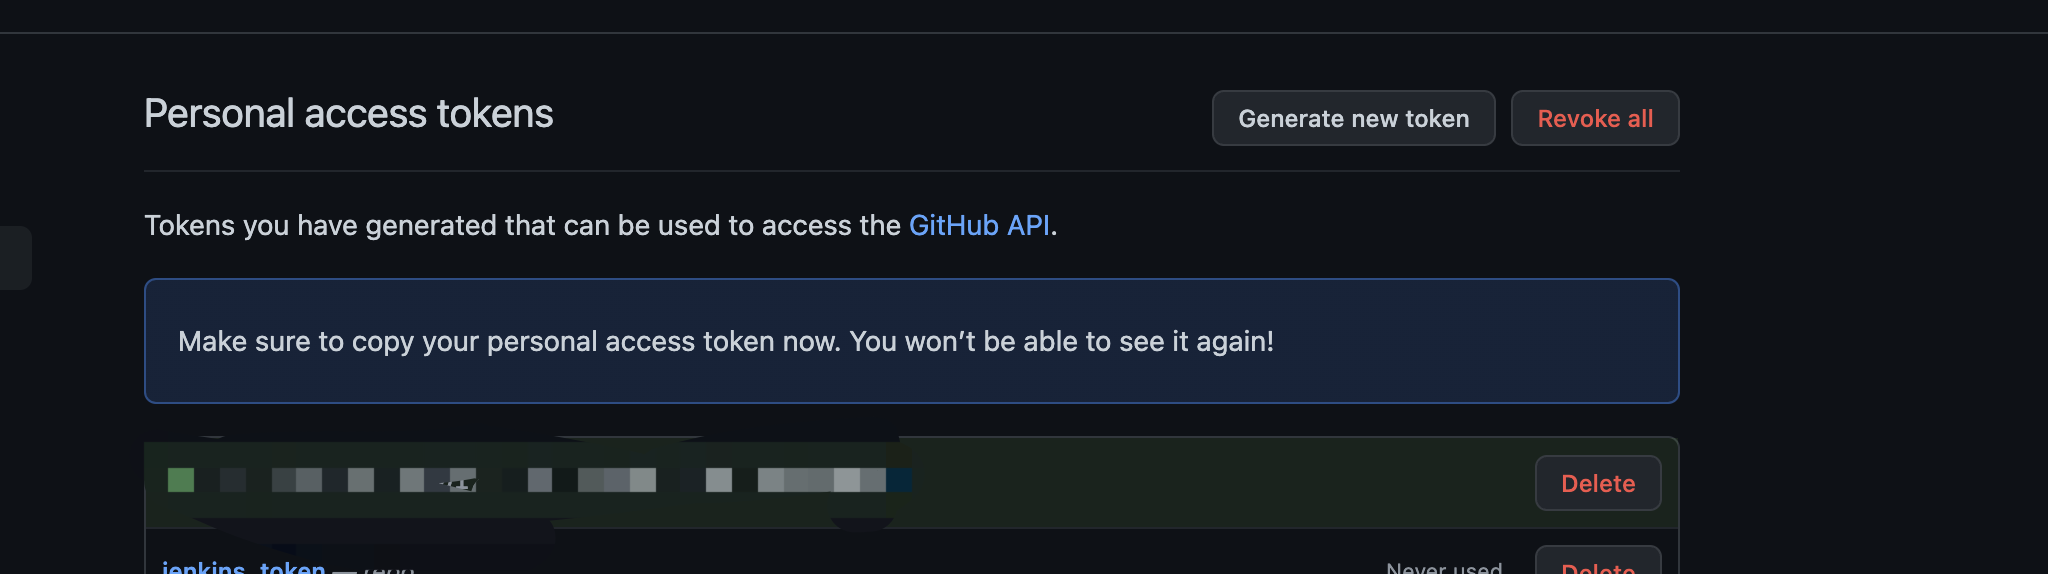 Personal access tokens
Generate new token
Revoke all
Tokens you have generated that can be used to access the GitHub API.
Make sure to copy your personal access token now. You won’t be able to see it again!
Delete
jenkins_token — repo
Never used
Delete